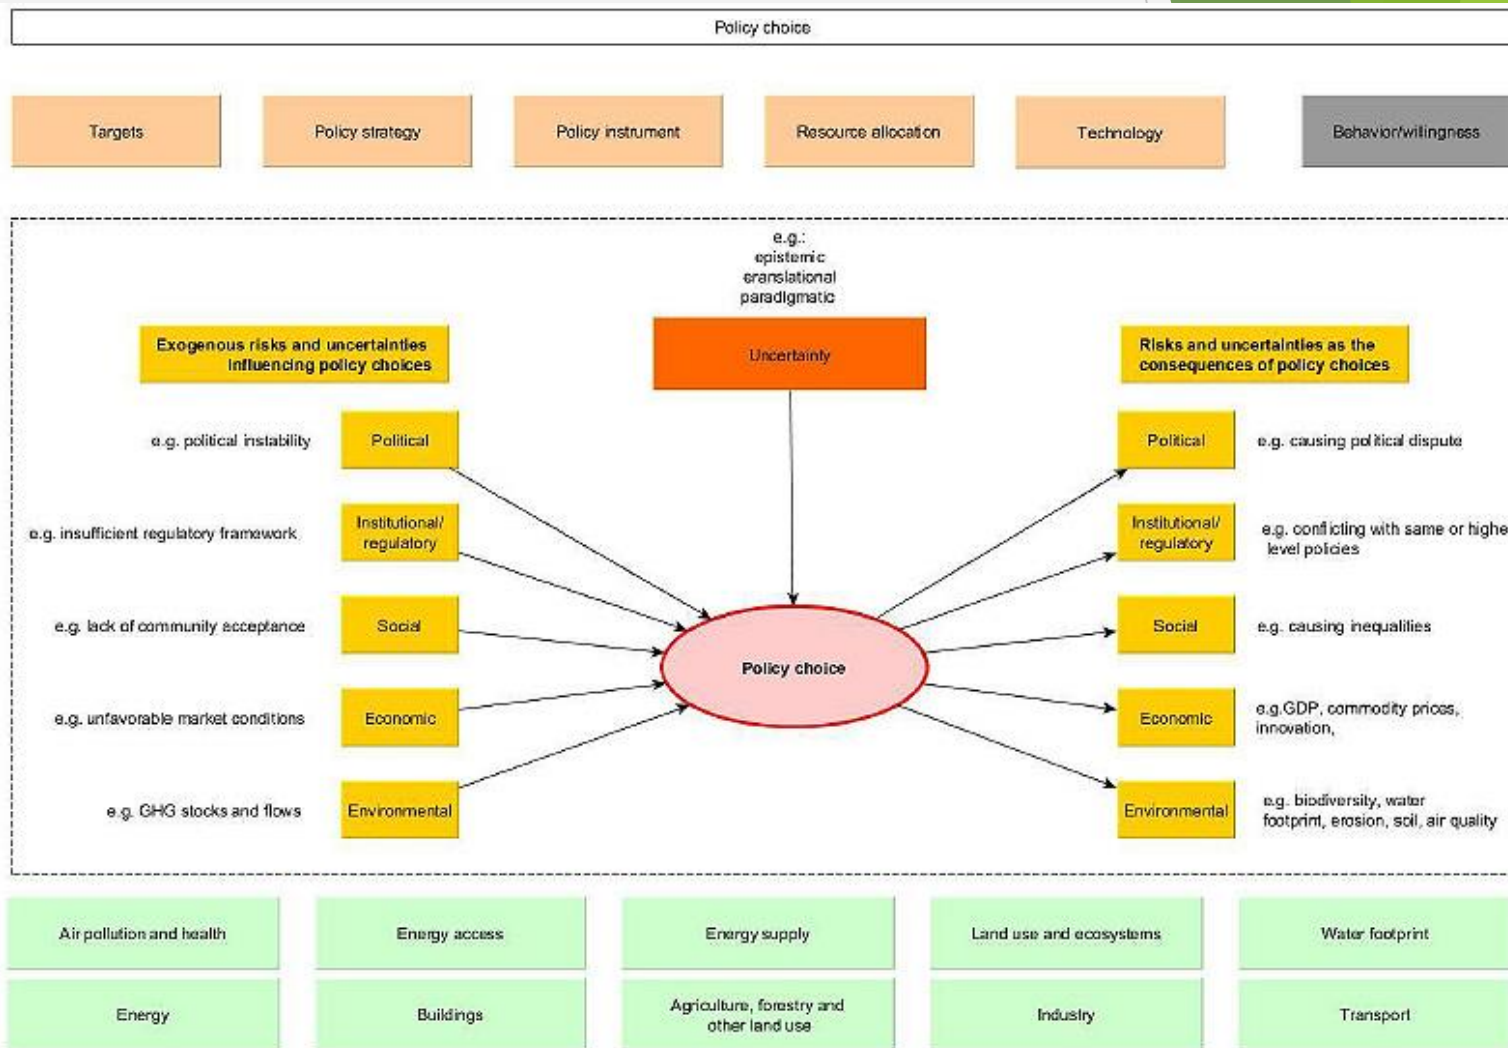 Policy choice
Targets
Policy strategy
Policy instrument
Resource allocation
Technology
Behavior/willingness
e.g.:
epistemic
eranslational
paradigmatic
Uncertainty
Exogenous risks and uncertainties
influencing policy choices
e.g. political instability
Political
e.g. insufficient regulatory framework
Institutional/
regulatory
e.g. lack of community acceptance
Social
e.g. unfavorable market conditions
Economic
e.g. GHG stocks and flows
Environmental
Policy choice
Risks and uncertainties as the
consequences of policy choices
Political
e.g. causing political dispute
Institutional/
regulatory
e.g. conflicting with same or highe
level policies
Social
e.g. causing inequalities
Economic
e.g.GDP, commodity prices,
innovation,
Environmental
e.g. biodiversity, water
footprint, erosion, soil, air quality
Air pollution and health
Energy access
Energy supply
Land use and ecosystems
Water footprint
Energy
Buildings
Agriculture, forestry and
other land use
Industry
Transport